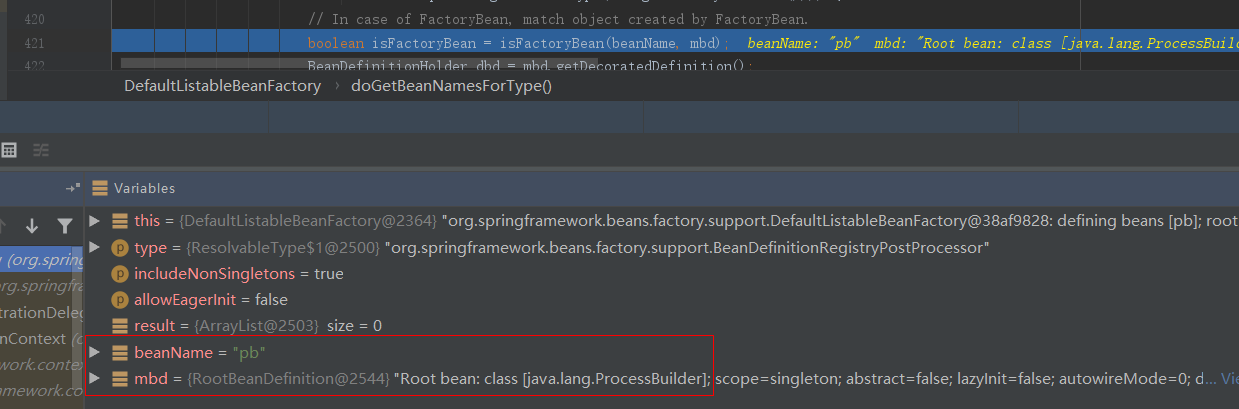 420 // In case of FactoryBean, match object created by FactoryBean.
421 boolean isFactoryBean = isFactoryBean(beanName, mbd); beanName: "pb" mbd: "Root bean: class [java.lang.ProcessBuil
422 BeanDefinitionHolder dbd = mbd.getDecoratedDefinition();
DefaultListableBeanFactory › doGetBeanNamesForType()
Variables
this = {DefaultListableBeanFactory@2364} "org.springframework.beans.factory.support.DefaultListableBeanFactory@38af9828: defining beans [pb]; root
type = {ResolvableType$1@2500} "org.springframework.beans.factory.support.BeanDefinitionRegistryPostProcessor"
(org.spring
includeNonSingletons = true
org.springfra
allowEagerInit = false
trationDeleg
result = {ArrayList@2503} size = 0
nContext (o
beanName = "pb"
work.contex
mbd = {RootBeanDefinition@2544} "Root bean: class [java.lang.ProcessBuilder]; scope=singleton; abstract=false; lazyInit=false; autowireMode=0; d... Vie
mework.co